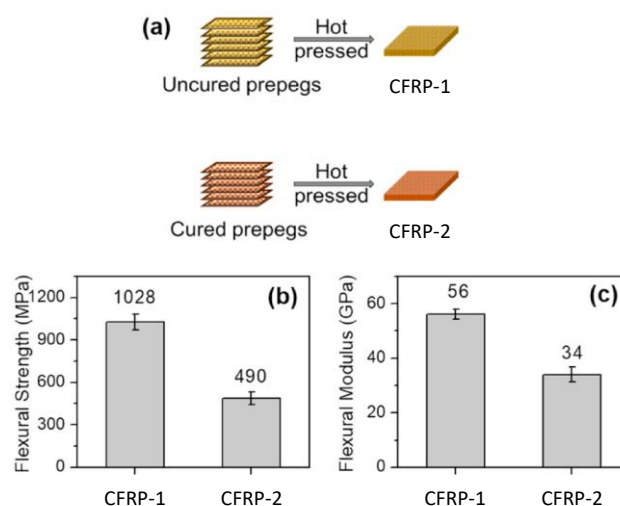 (a)
Hot
pressed
Uncured prepegs
CFRP-1
Hot
pressed
Cured prepegs
CFRP-2
(b)
Flexural Strength (MPa)
1200
900
600
300
0
1028
490
CFRP-1
CFRP-2
(c)
Flexural Modulus (GPa)
60
40
20
0
56
34
CFRP-1
CFRP-2